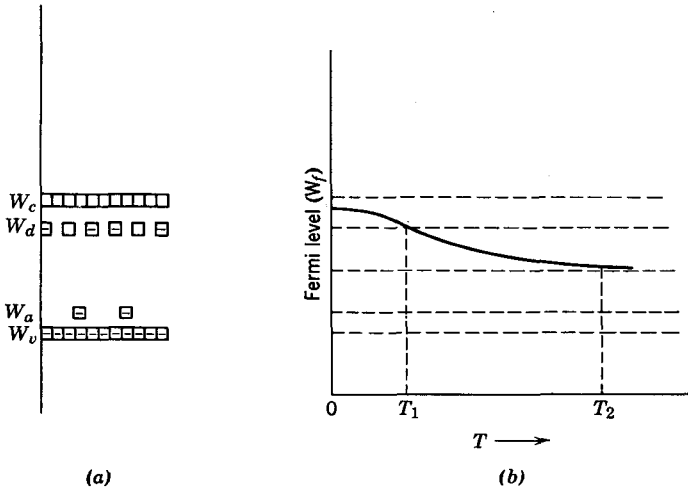 W_c
W_d
W_a
W_v
(a)
Fermi level (W_f)
0
T_1
T_2
T
(b)